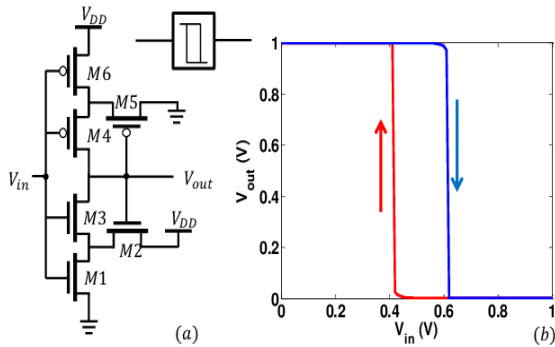 V_DD
M6
M5
M4
V_in
V_out
M3
V_DD
M2
M1
(a)
V_out (V)
1
0.8
0.6
0.4
0.2
0
0
0.2
0.4
0.6
0.8
1
V_in (V)
(b)